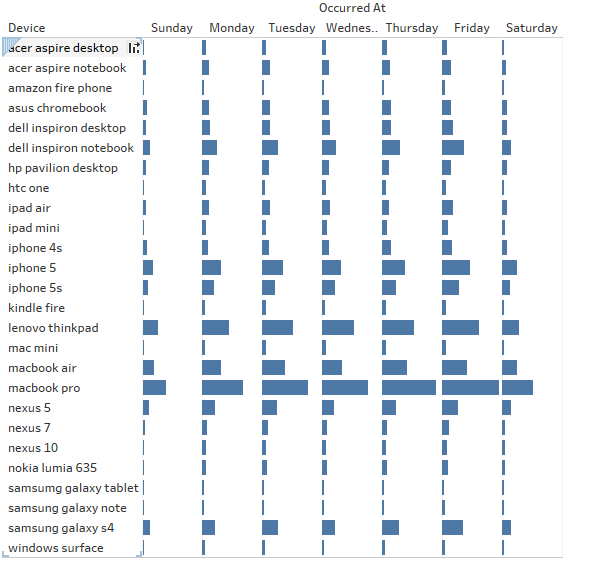 Occurred At
Device Sunday Monday Tuesday Wednes.. Thursday Friday Saturday
acer aspire desktop
acer aspire notebook
amazon fire phone
asus chromebook
dell inspiron desktop
dell inspiron notebook
hp pavilion desktop
htc one
ipad air
ipad mini
iphone 4s
iphone 5
iphone 5s
kindle fire
lenovo thinkpad
mac mini
macbook air
macbook pro
nexus 5
nexus 7
nexus 10
nokia lumia 635
samsumg galaxy tablet
samsung galaxy note
samsung galaxy s4
windows surface